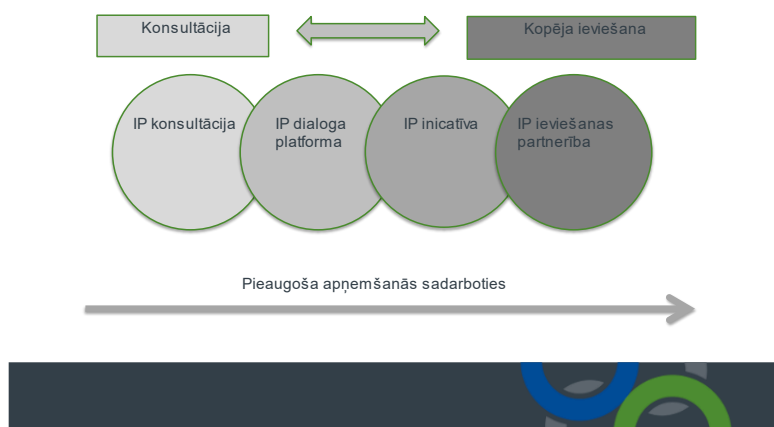 Konsultācija
Kopēja ieviešana
IP konsultācija
IP dialoga
platforma
IP inicatīva
IP ieviešanas
partnerība
Pieaugoša apņemšanās sadarboties